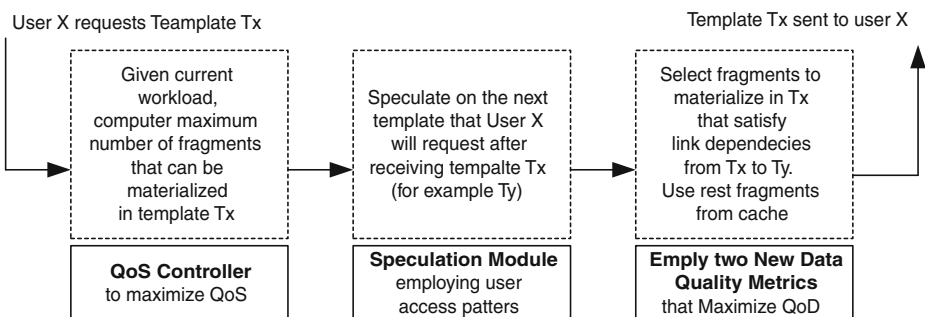 User X requests Teamplate Tx
Template Tx sent to user X
Given current
workload,
computer maximum
number of fragments
that can be
materialized
in template Tx
Speculate on the next
template that User X
will request after
receiving tempalte Tx
(for example Ty)
Select fragments to
materialize in Tx
that satisfy
link dependecies
from Tx to Ty.
Use rest fragments
from cache
QoS Controller
to maximize QoS
Speculation Module
employing user
access patters
Emply two New Data
Quality Metrics
that Maximize QoD